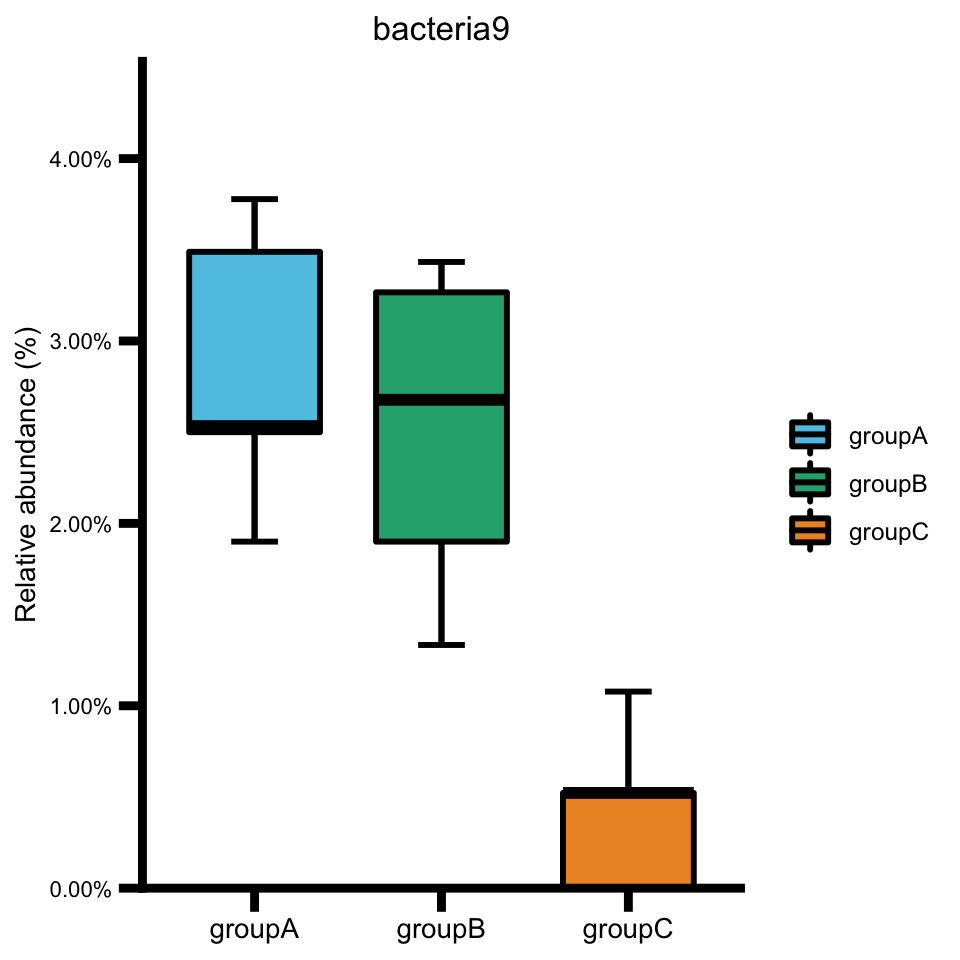 bacteria9
Relative abundance (%)
4.00%
3.00%
2.00%
1.00%
0.00%
groupA
groupB
groupC
groupA
groupB
groupC